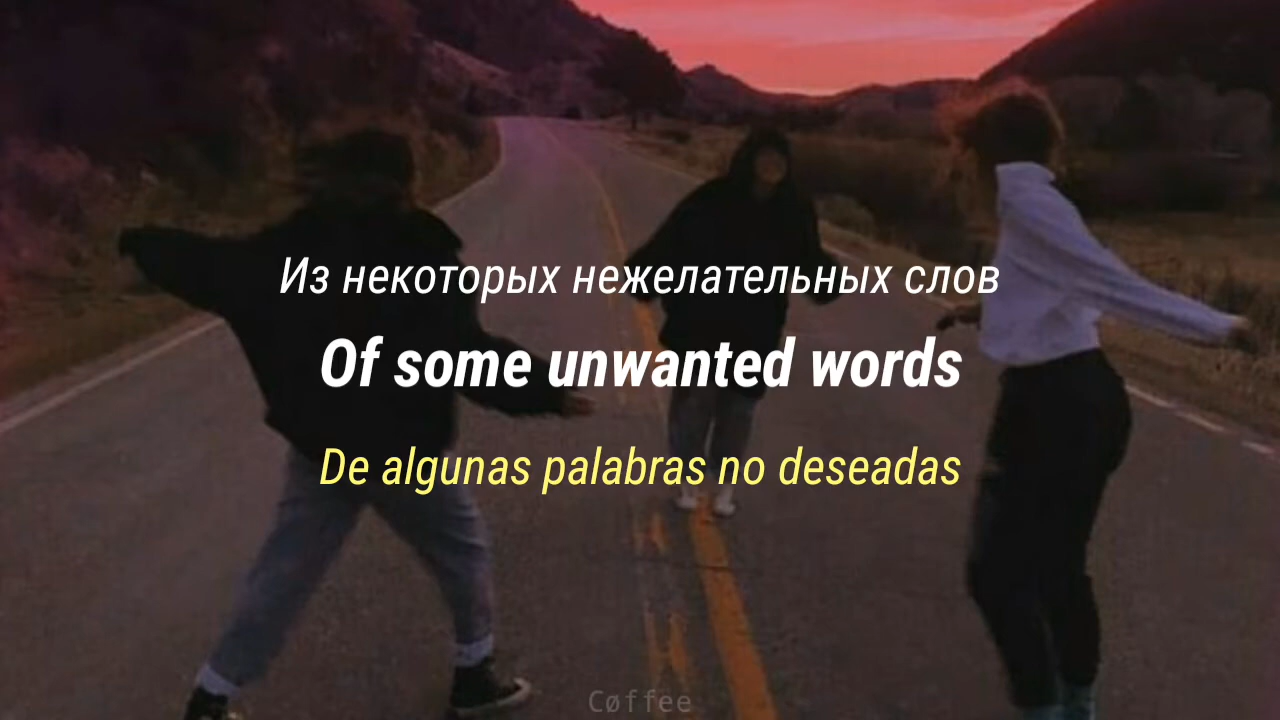 Из некоторых нежелательных слов
Of some unwanted words
De algunas palabras no deseadas
Cøffee